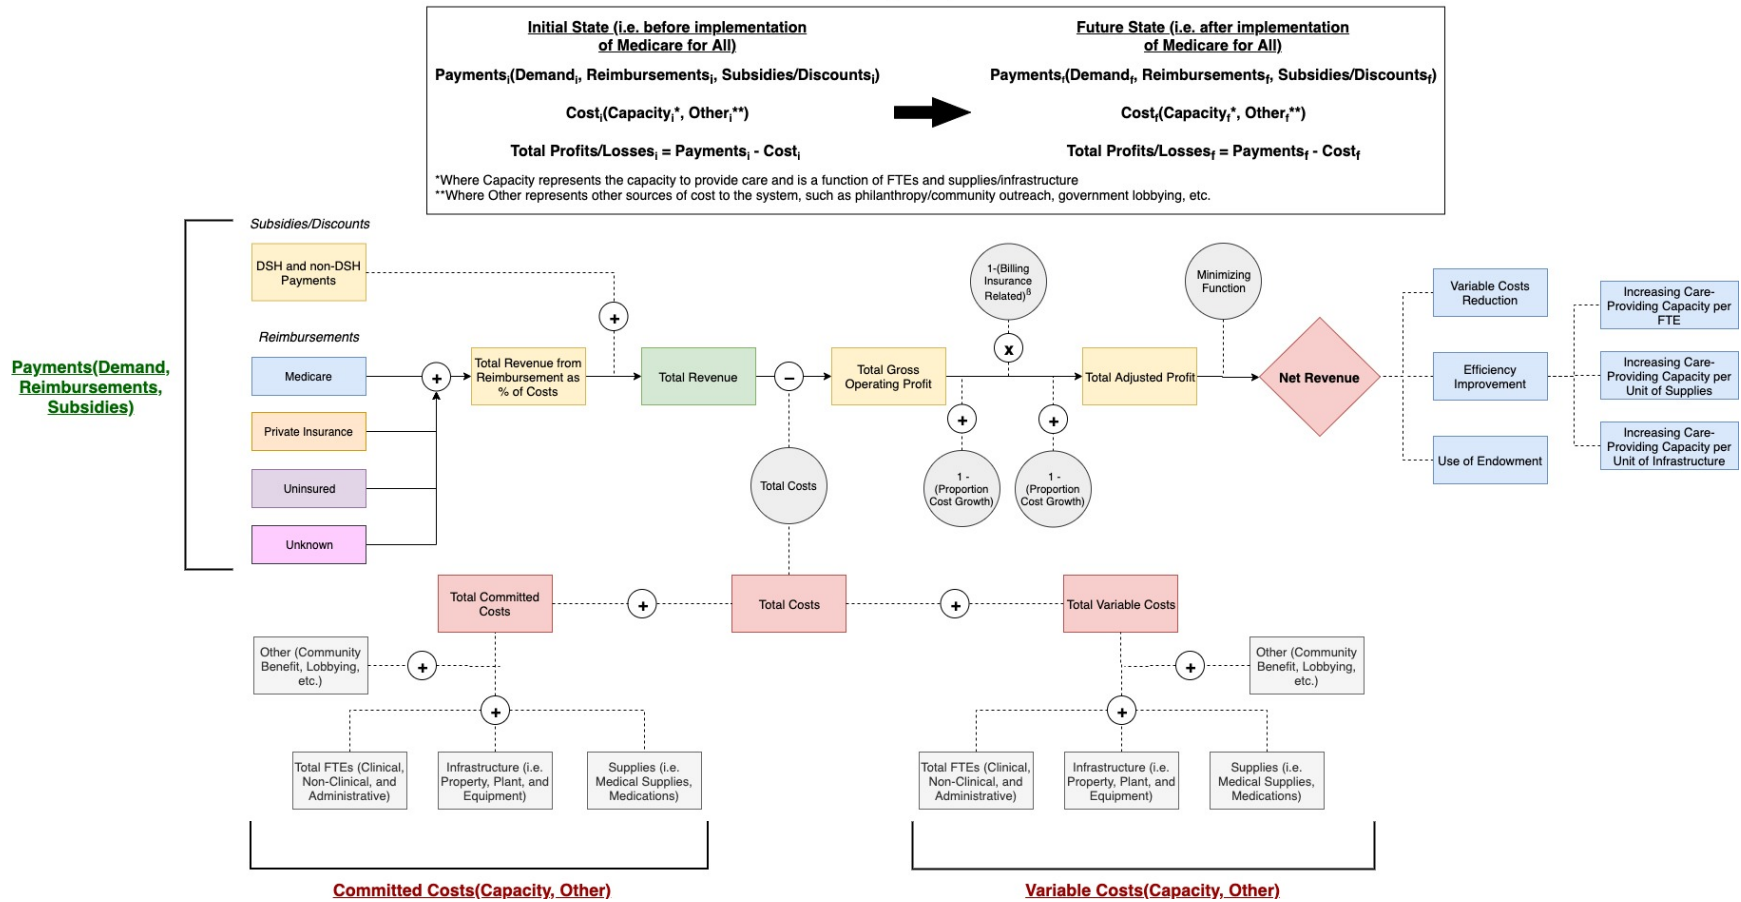 Initial State (i.e. before implementation
of Medicare for All)
Paymentsi(Demandi, Reimbursementsi, Subsidies/Discountsi)
Costi(Capacityi*, Otheri**)
Total Profits/Lossesi = Paymentsi - Costi
Future State (i.e. after implementation
of Medicare for All)
Paymentsf(Demandf, Reimbursementsf, Subsidies/Discountsf)
Costf(Capacityf*, Otherf**)
Total Profits/Lossesf = Paymentsf - Costf
*Where Capacity represents the capacity to provide care and is a function of FTEs and supplies/infrastructure
**Where Other represents other sources of cost to the system, such as philanthropy/community outreach, government lobbying, etc.
Payments(Demand,
Reimbursements,
Subsidies)
Subsidies/Discounts
DSH and non-DSH
Payments
+
Reimbursements
Medicare
Private Insurance
Uninsured
Unknown
+
Total Revenue from
Reimbursement as
% of Costs
Total Revenue
−
Total Costs
Total Gross
Operating Profit
1-(Billing
Insurance
Related)ᵝ
x
+
1 -
(Proportion
Cost Growth)
+
1 -
(Proportion
Cost Growth)
Total Adjusted Profit
Minimizing
Function
Net Revenue
Variable Costs
Reduction
Efficiency
Improvement
Use of Endowment
Increasing Care-
Providing Capacity per
FTE
Increasing Care-
Providing Capacity per
Unit of Supplies
Increasing Care-
Providing Capacity per
Unit of Infrastructure
Total Committed
Costs
+
Total Costs
+
Total Variable Costs
Other (Community
Benefit, Lobbying,
etc.)
+
+
Total FTEs (Clinical,
Non-Clinical, and
Administrative)
Infrastructure (i.e.
Property, Plant, and
Equipment)
Supplies (i.e.
Medical Supplies,
Medications)
Committed Costs(Capacity, Other)
+
Other (Community
Benefit, Lobbying,
etc.)
+
Total FTEs (Clinical,
Non-Clinical, and
Administrative)
Infrastructure (i.e.
Property, Plant, and
Equipment)
Supplies (i.e.
Medical Supplies,
Medications)
Variable Costs(Capacity, Other)